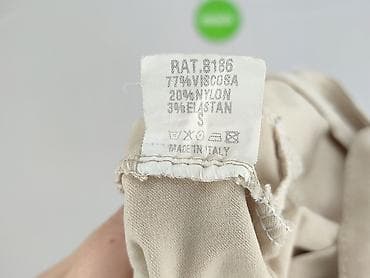 RAT.8186
77%VISCOSA
20%NYLON
3%ELASTAN
S
MADE IN ITALY